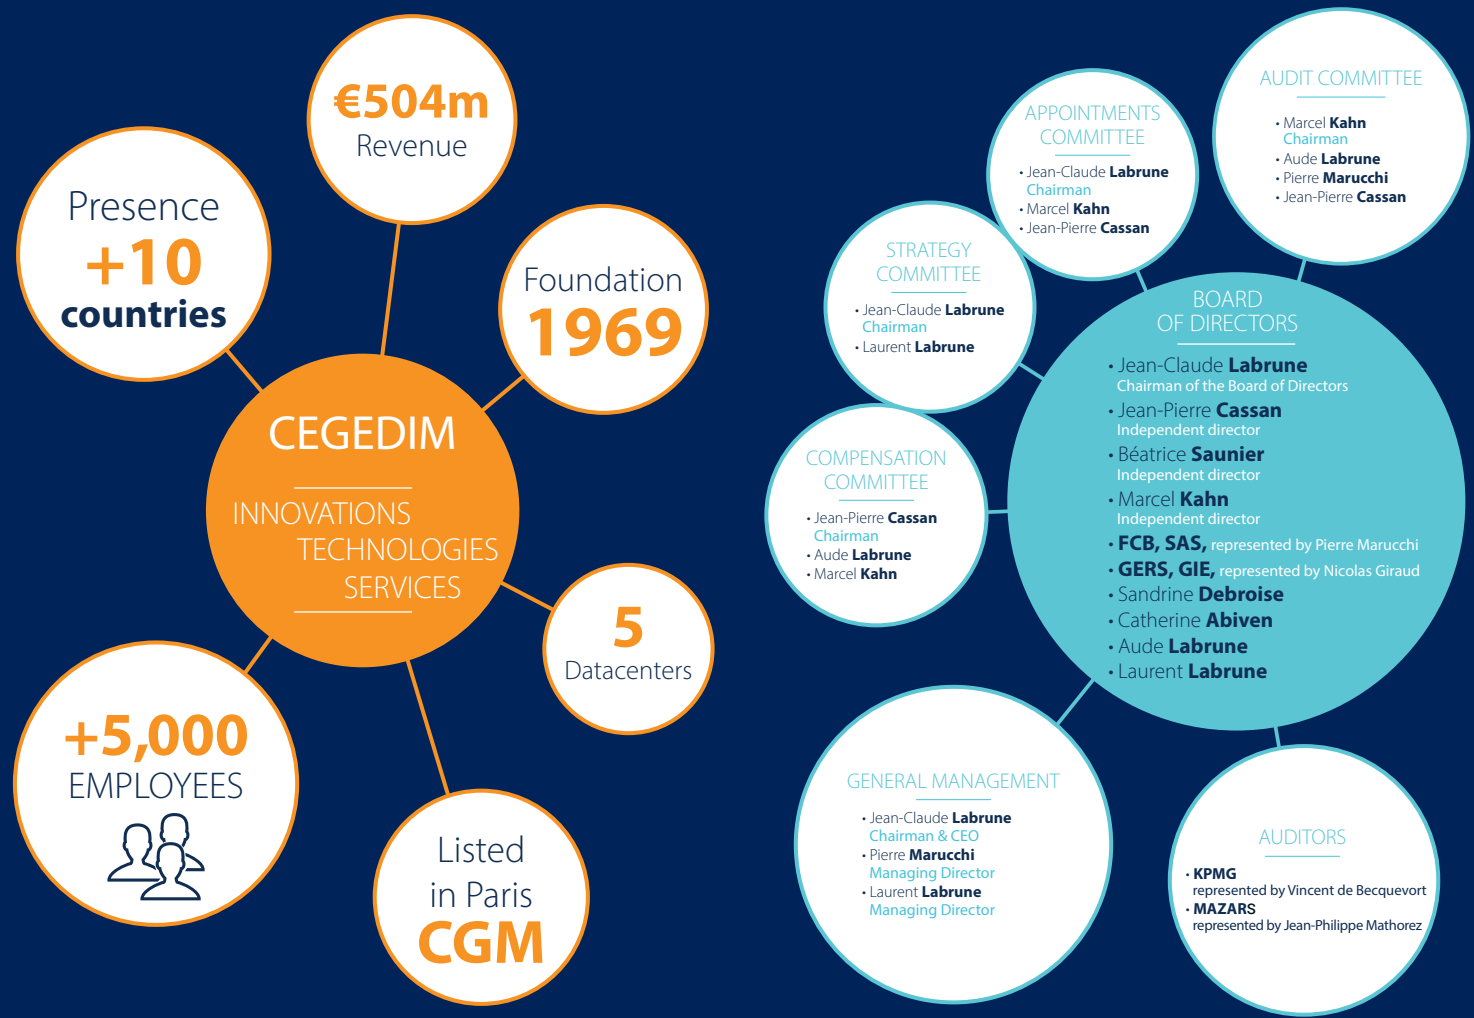 €504m
Revenue
Presence
+10
countries
Foundation
1969
CEGEDIM
INNOVATIONS
TECHNOLOGIES
SERVICES
5
Datacenters
+5,000
EMPLOYEES
Listed
in Paris
CGM
AUDIT COMMITTEE
• Marcel Kahn
Chairman
• Aude Labrune
• Pierre Marucchi
• Jean-Pierre Cassan
APPOINTMENTS
COMMITTEE
• Jean-Claude Labrune
Chairman
• Marcel Kahn
• Jean-Pierre Cassan
STRATEGY
COMMITTEE
• Jean-Claude Labrune
Chairman
• Laurent Labrune
COMPENSATION
COMMITTEE
• Jean-Pierre Cassan
Chairman
• Aude Labrune
• Marcel Kahn
BOARD
OF DIRECTORS
• Jean-Claude Labrune
Chairman of the Board of Directors
• Jean-Pierre Cassan
Independent director
• Béatrice Saunier
Independent director
• Marcel Kahn
Independent director
• FCB, SAS, represented by Pierre Marucchi
• GERS, GIE, represented by Nicolas Giraud
• Sandrine Debroise
• Catherine Abiven
• Aude Labrune
• Laurent Labrune
GENERAL MANAGEMENT
• Jean-Claude Labrune
Chairman & CEO
• Pierre Marucchi
Managing Director
• Laurent Labrune
Managing Director
AUDITORS
• KPMG
represented by Vincent de Becquevort
• MAZARS
represented by Jean-Philippe Mathorez